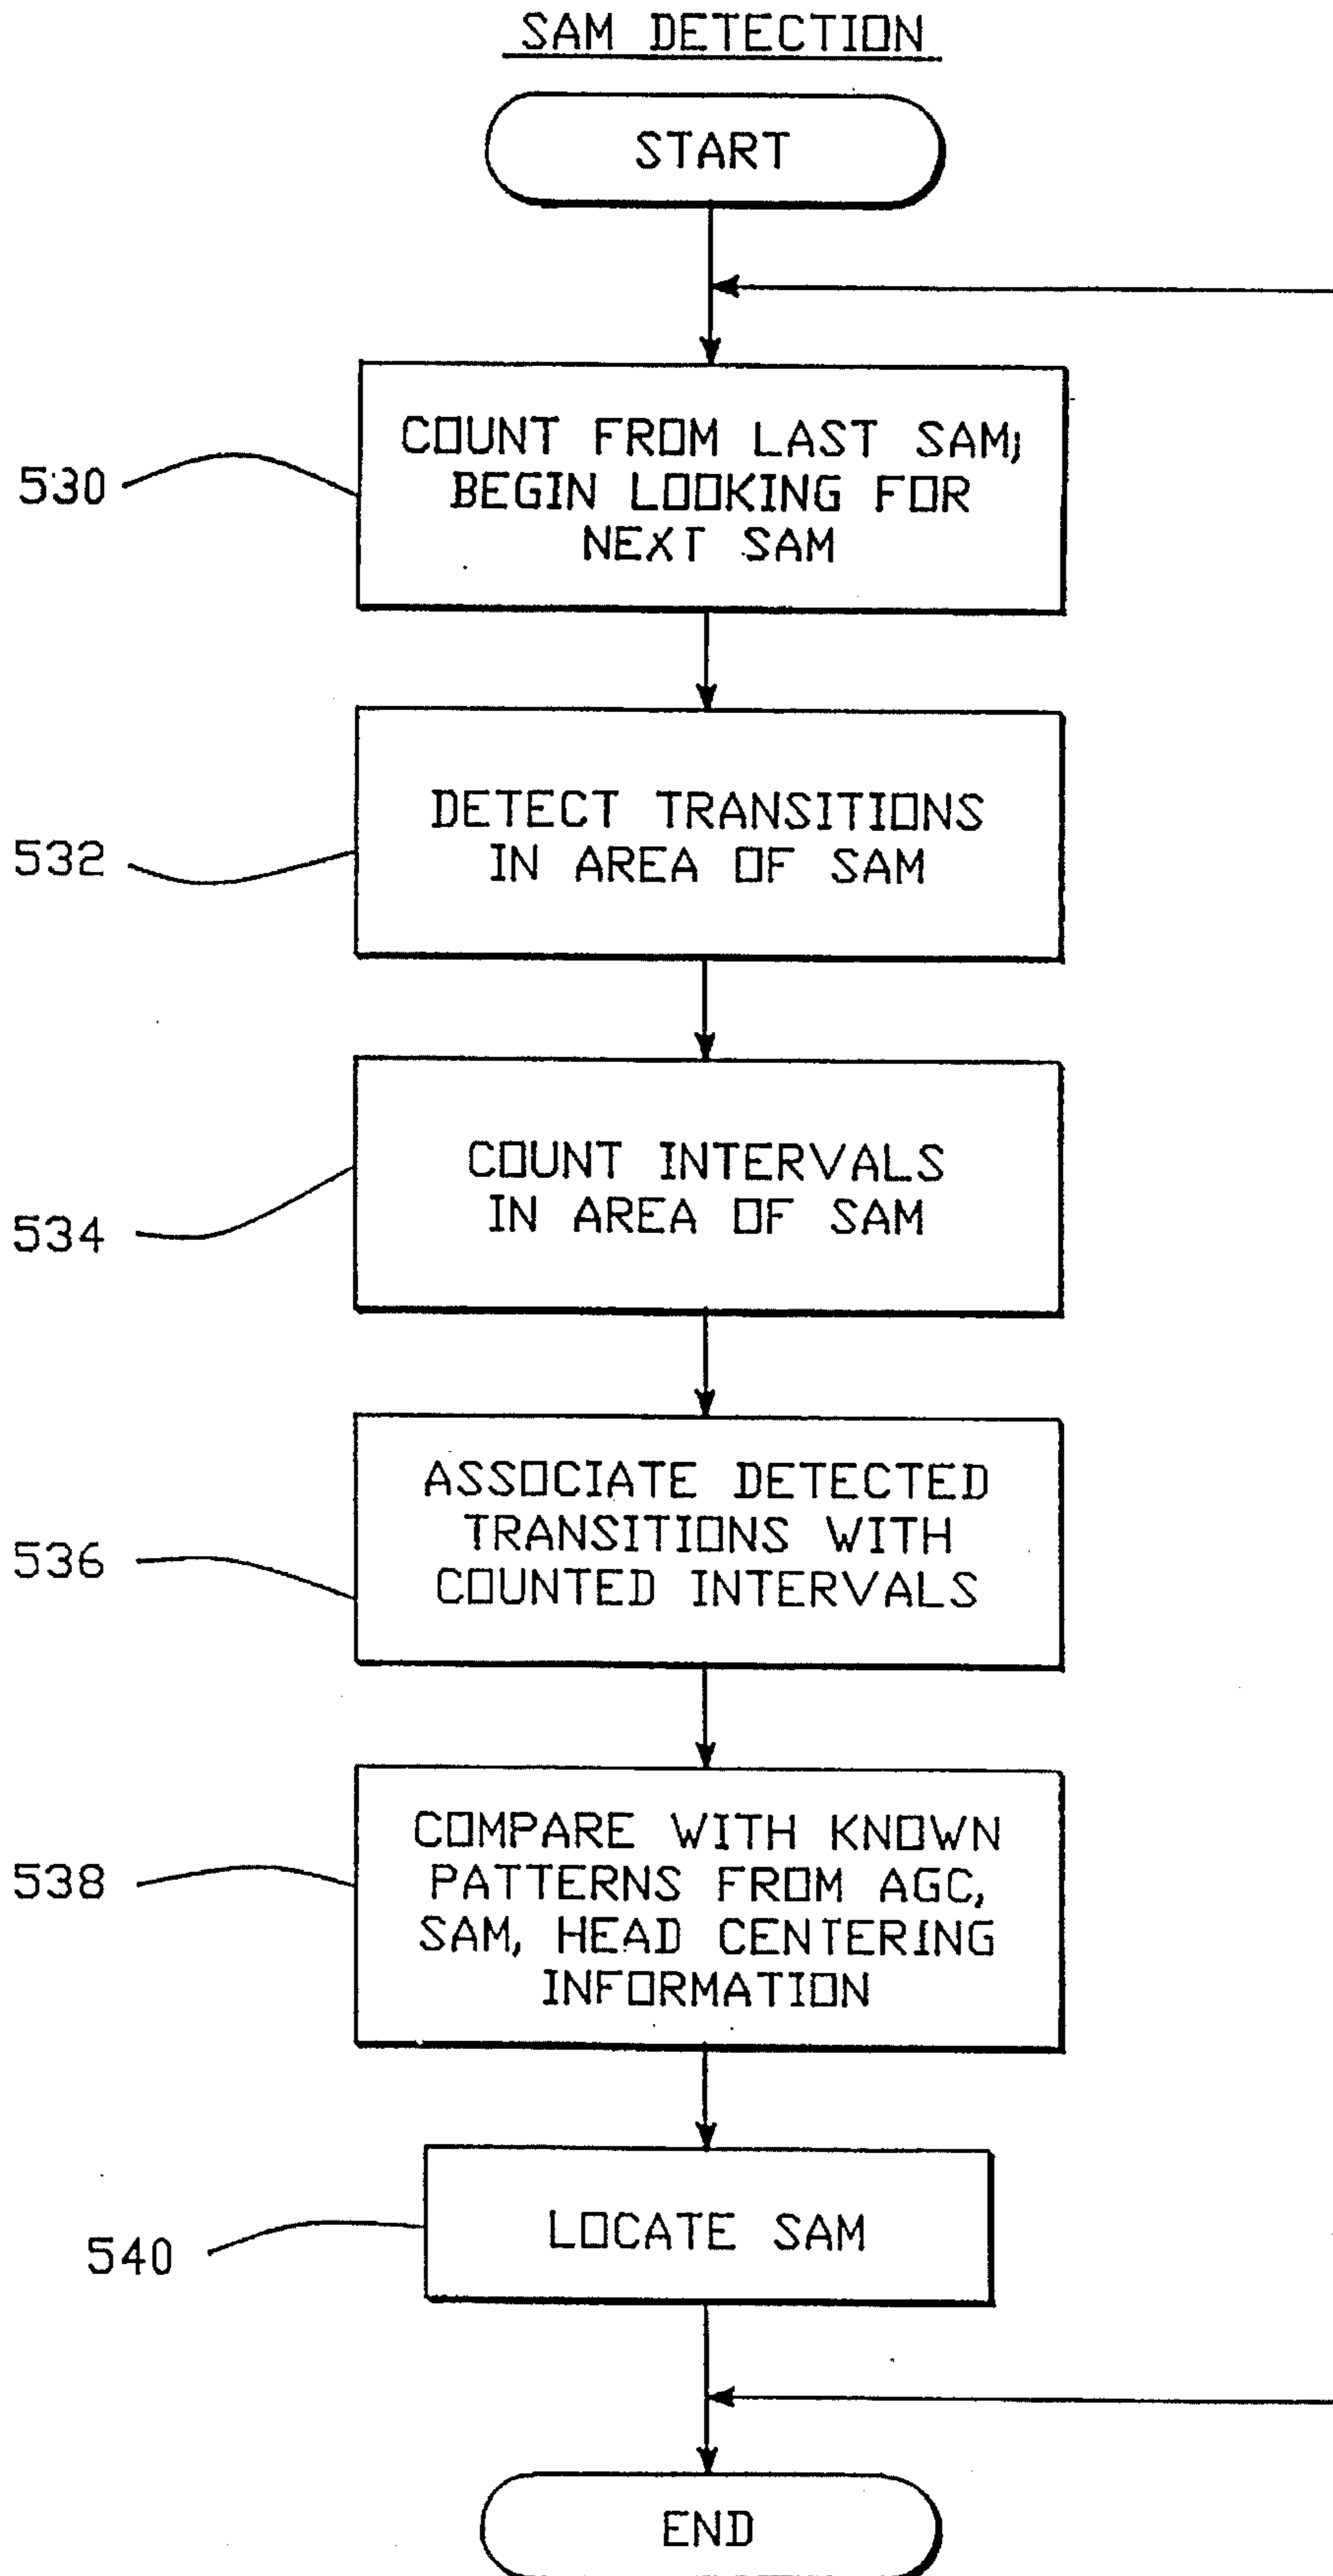 SAM DETECTION
START
530
COUNT FROM LAST SAM;
BEGIN LOOKING FOR
NEXT SAM
532
DETECT TRANSITIONS
IN AREA OF SAM
534
COUNT INTERVALS
IN AREA OF SAM
536
ASSOCIATE DETECTED
TRANSITIONS WITH
COUNTED INTERVALS
538
COMPARE WITH KNOWN
PATTERNS FROM AGC,
SAM, HEAD CENTERING
INFORMATION
540
LOCATE SAM
END